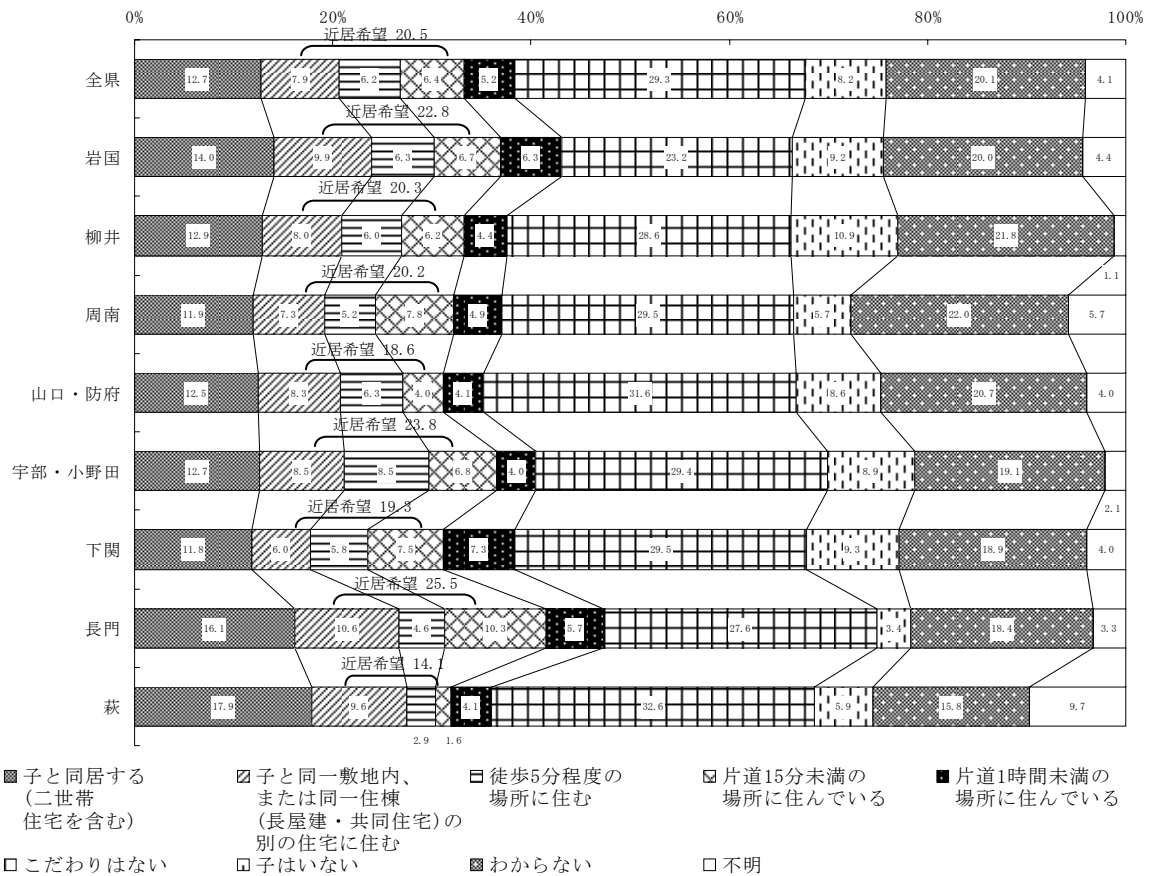 0% 20% 40% 60% 80% 100%
近居希望 20.5
全県 12.7 7.9 6.2 6.4 5.2 29.3 8.2 20.1 4.1
近居希望 22.8
岩国 14.0 9.9 6.3 6.7 6.3 23.2 9.2 20.0 4.4
近居希望 20.3
柳井 12.9 8.0 6.0 6.2 4.4 28.6 10.9 21.8
1.1
近居希望 20.2
周南 11.9 7.3 5.2 7.8 4.9 29.5 5.7 22.0 5.7
近居希望 18.6
山口・防府 12.5 8.3 6.3 4.0 4.1 31.6 8.6 20.7 4.0
近居希望 23.8
宇部・小野田 12.7 8.5 8.5 6.8 4.0 29.4 8.9 19.1
2.1
近居希望 19.3
下関 11.8 6.0 5.8 7.5 7.3 29.5 9.3 18.9 4.0
近居希望 25.5
長門 16.1 10.6 4.6 10.3 5.7 27.6 3.4 18.4 3.3
近居希望 14.1
萩 17.9 9.6 4.1 32.6 5.9 15.8 9.7
2.9 1.6
子と同居する
(二世帯
住宅を含む)
子と同一敷地内、
または同一住棟
(長屋建・共同住宅)の
別の住宅に住む
徒歩5分程度の
場所に住む
片道15分未満の
場所に住んでいる
片道1時間未満の
場所に住んでいる
こだわりはない
子はいない
わからない
不明